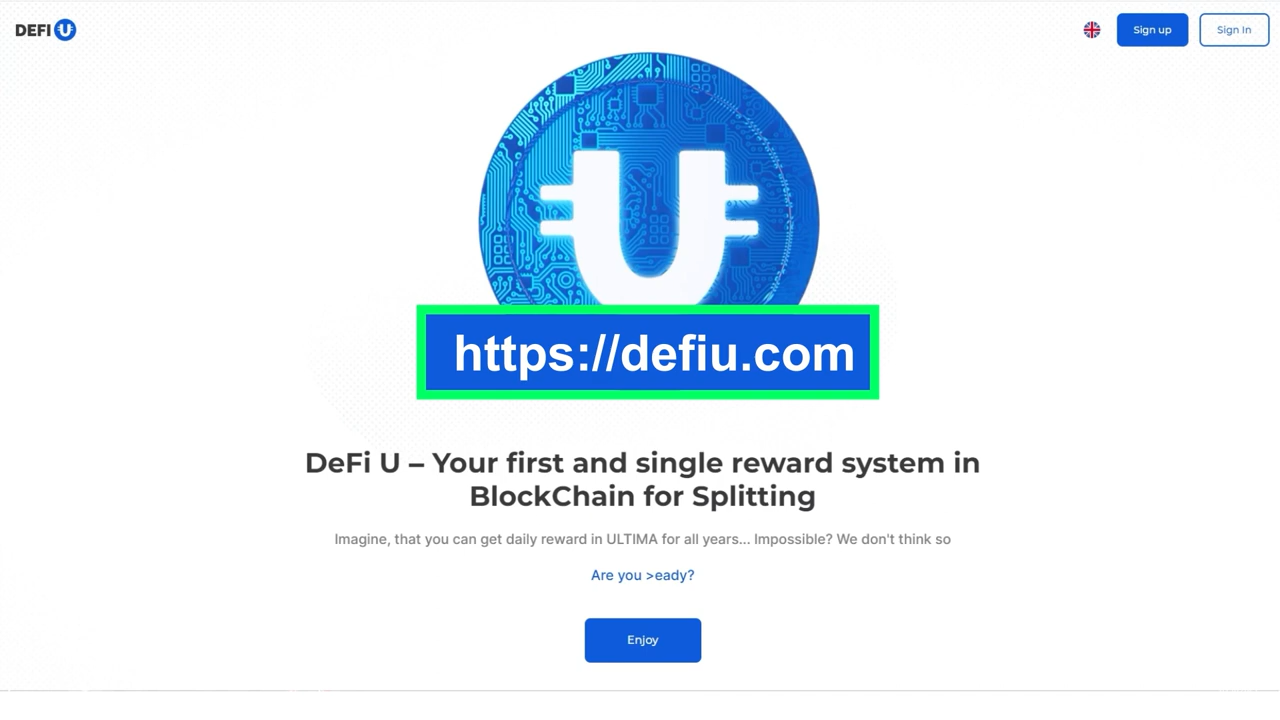 DEFI U
Sign up
Sign In
U
https://defiu.com
DeFi U – Your first and single reward system in
BlockChain for Splitting
Imagine, that you can get daily reward in ULTIMA for all years... Impossible? We don't think so
Are you >eady?
Enjoy